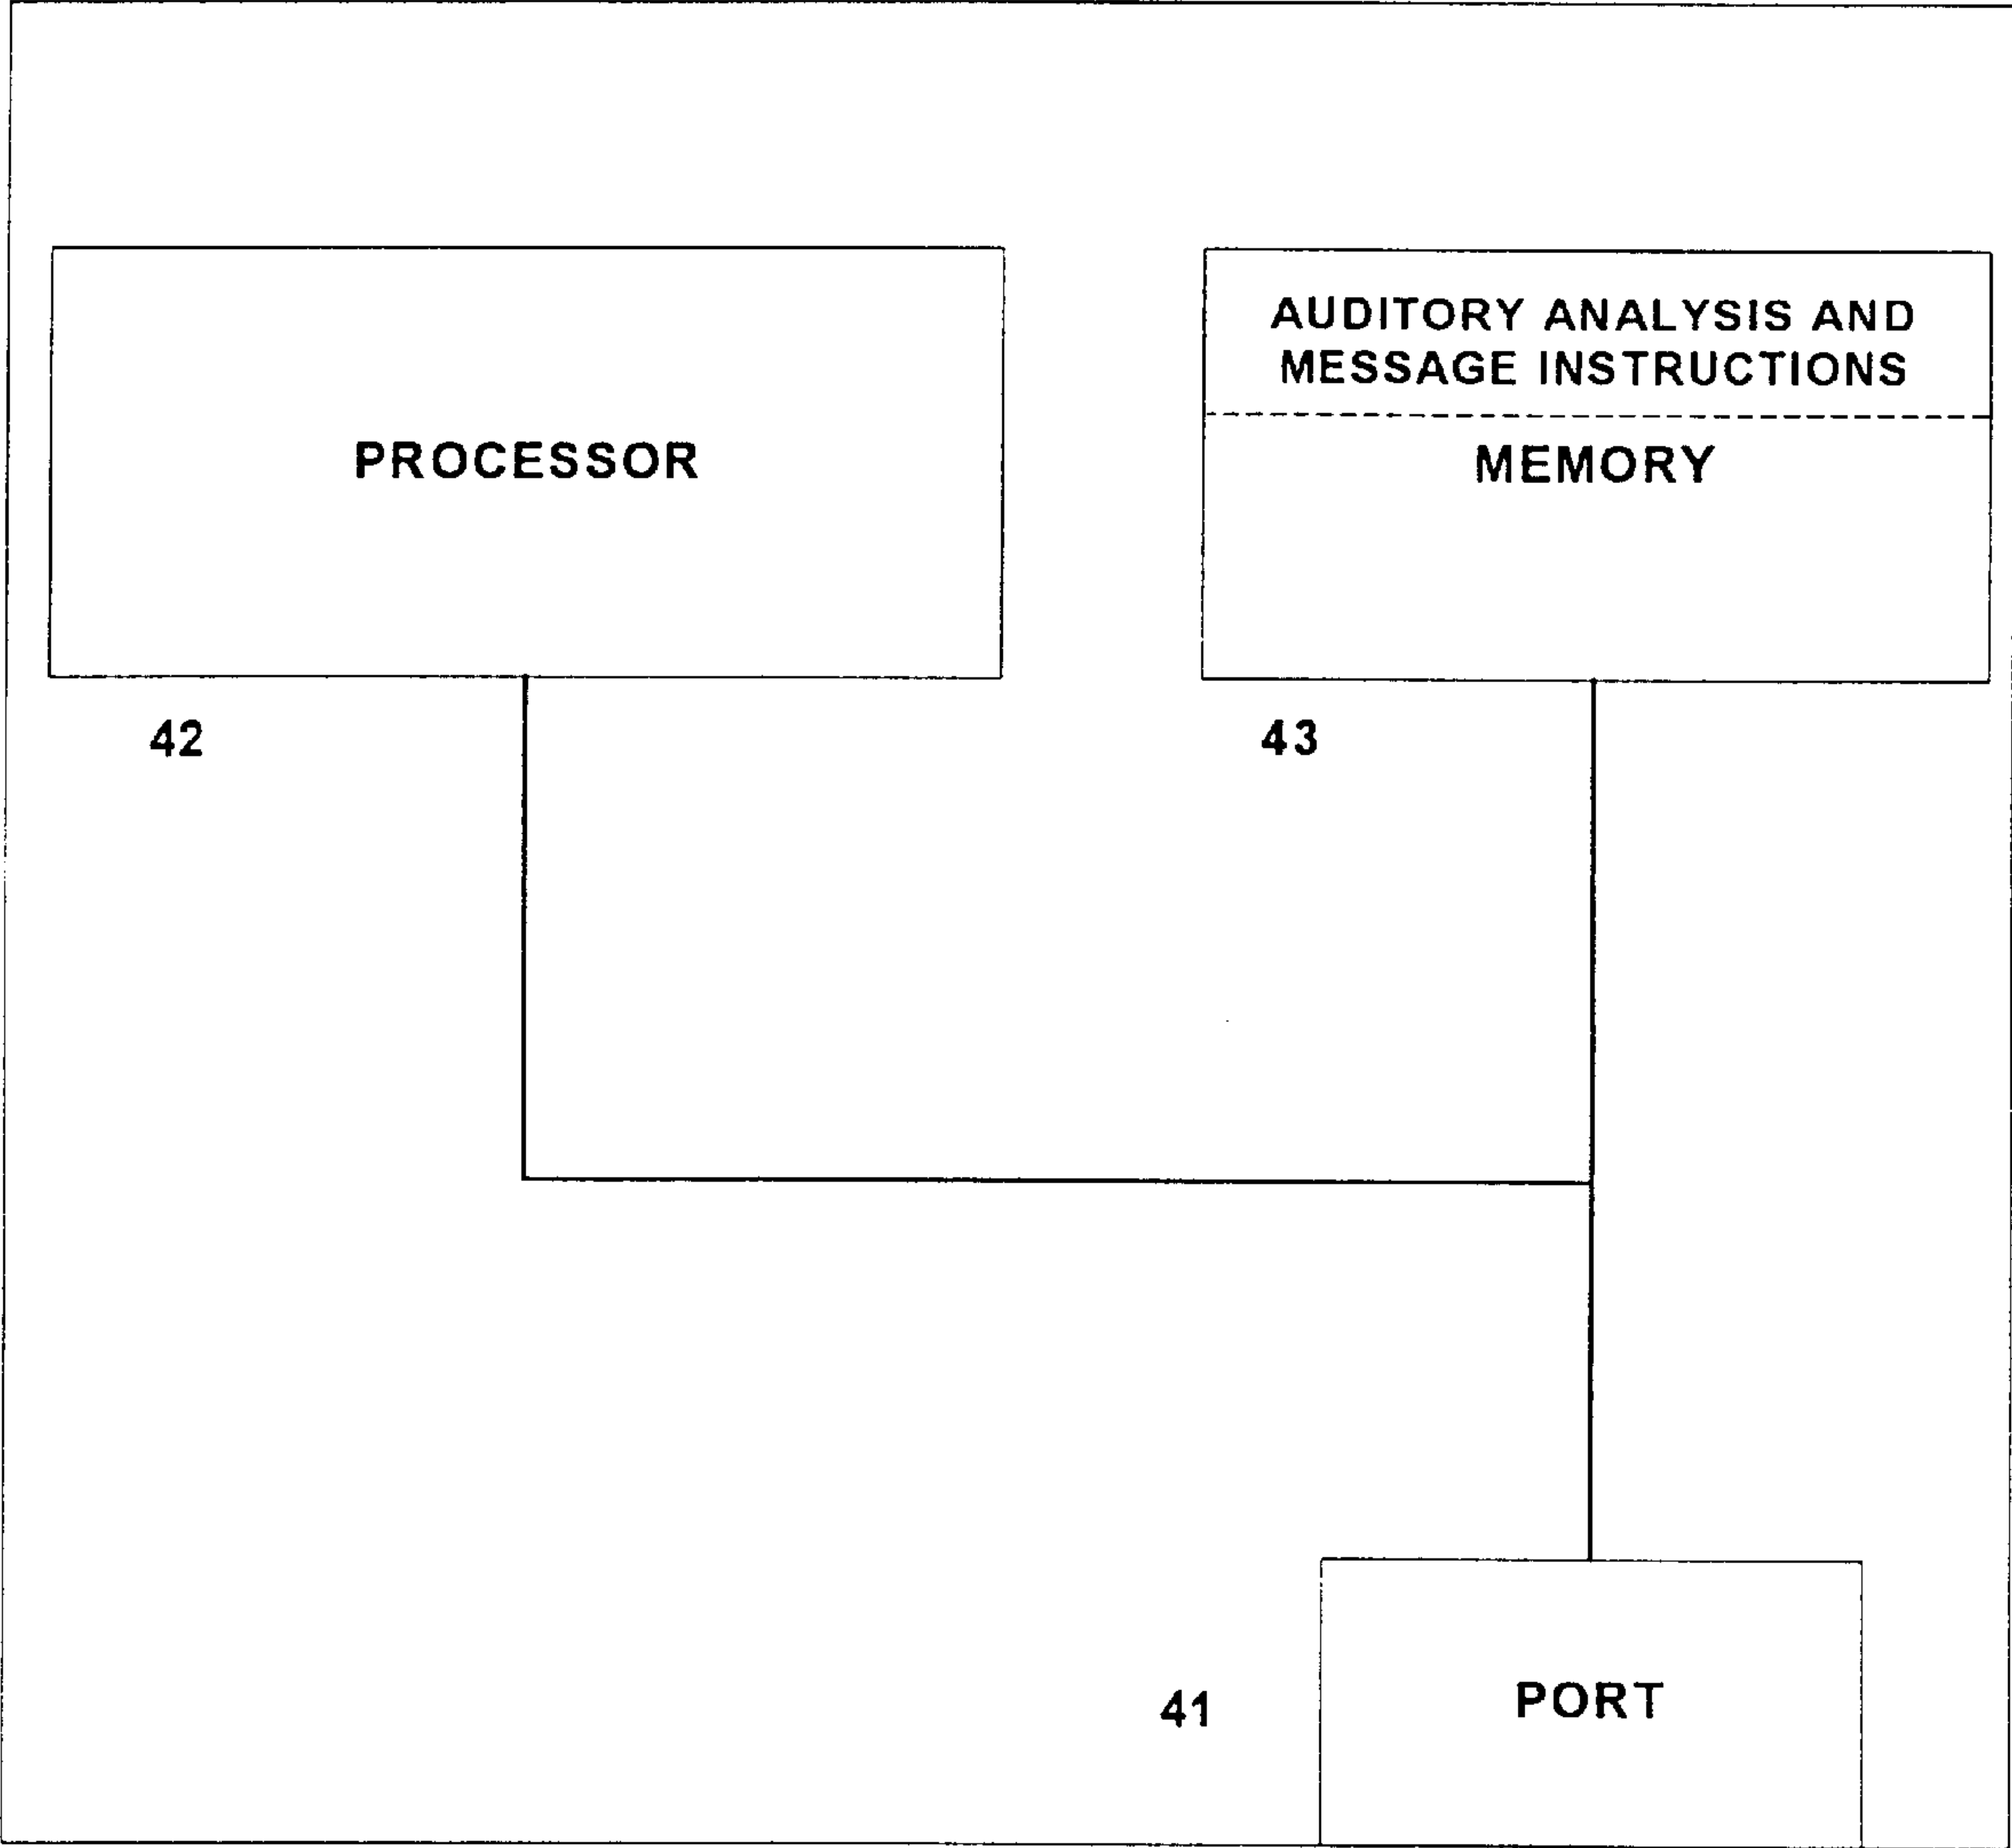 AUDITORY ANALYSIS AND
MESSAGE INSTRUCTIONS
PROCESSOR
MEMORY
42
43
41
PORT